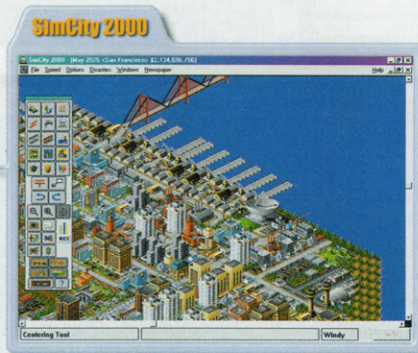 SimCity 2000
SimCity 2000 - [May 2576 <San Francisco> $2,134,696,756]
File Speed Options Disasters Windows Newspaper Help
Centering Tool
Windy